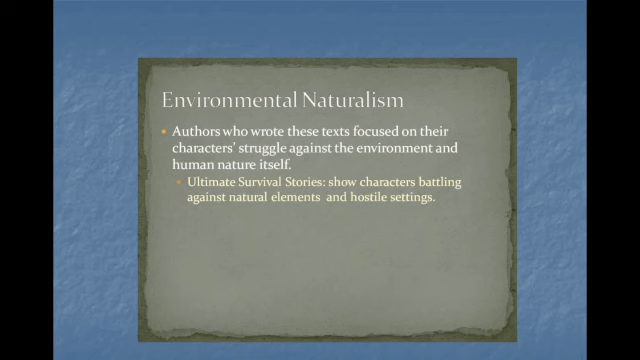 Environmental Naturalism
• Authors who wrote these texts focused on their
characters' struggle against the environment and
human nature itself.
• Ultimate Survival Stories: show characters battling
against natural elements and hostile settings.